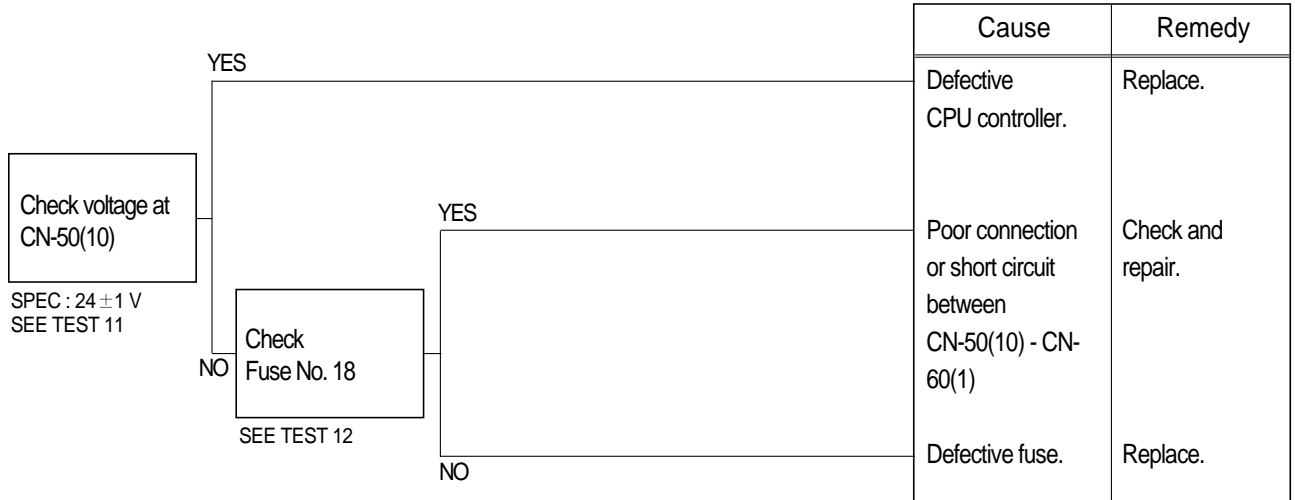 Cause
Remedy
YES
Defective
CPU controller.
Replace.
Check voltage at
CN-50(10)
SPEC : 24±1 V
SEE TEST 11
YES
Poor connection
or short circuit
between
CN-50(10) - CN-
60(1)
Check and
repair.
NO
Check
Fuse No. 18
SEE TEST 12
NO
Defective fuse.
Replace.